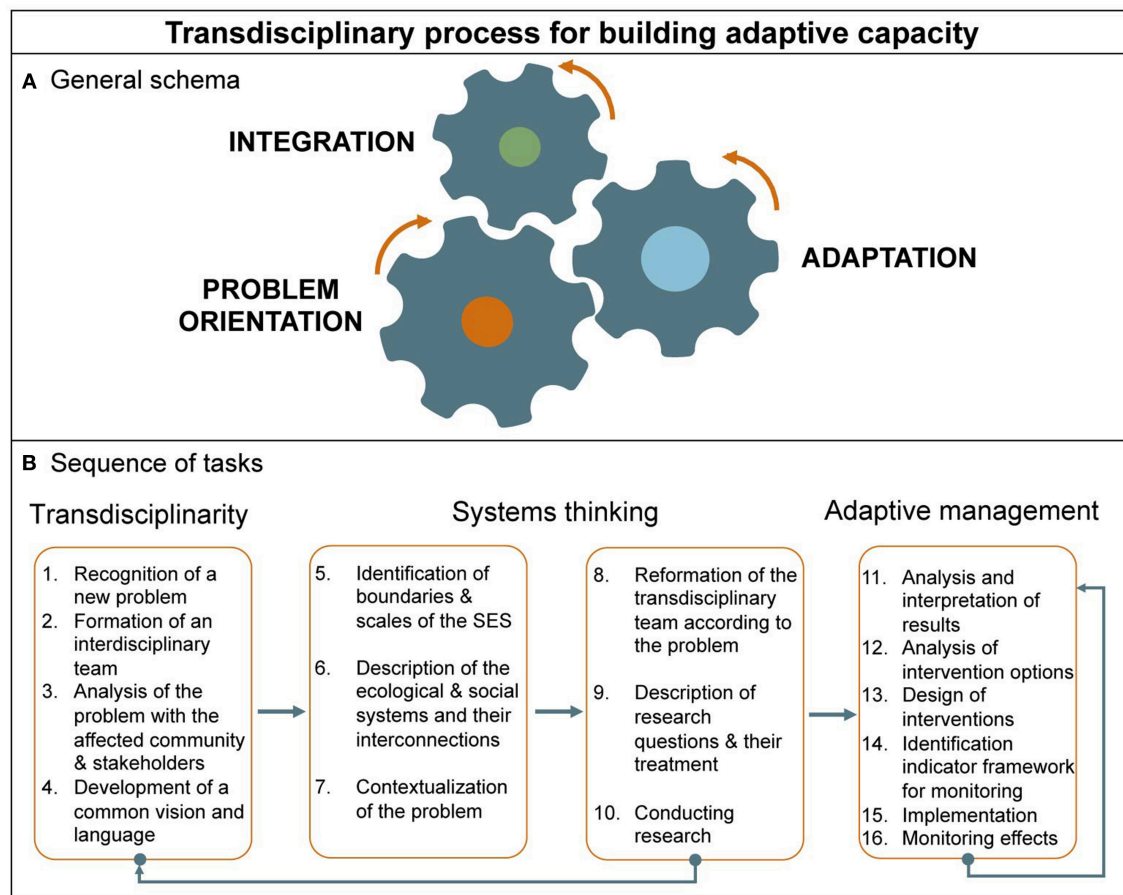 Transdisciplinary process for building adaptive capacity
A General schema
INTEGRATION
ADAPTATION
PROBLEM
ORIENTATION
B Sequence of tasks
Transdisciplinarity
1. Recognition of a
new problem
2. Formation of an
interdisciplinary
team
3. Analysis of the
problem with the
affected community
& stakeholders
4. Development of a
common vision and
language
Systems thinking
5. Identification of
boundaries &
scales of the SES
6. Description of the
ecological & social
systems and their
interconnections
7. Contextualization
of the problem
8. Reformation of the
transdisciplinary
team according to
the problem
9. Description of
research
questions & their
treatment
10. Conducting
research
Adaptive management
11. Analysis and
interpretation of
results
12. Analysis of
intervention options
13. Design of
interventions
14. Identification
indicator framework
for monitoring
15. Implementation
16. Monitoring effects